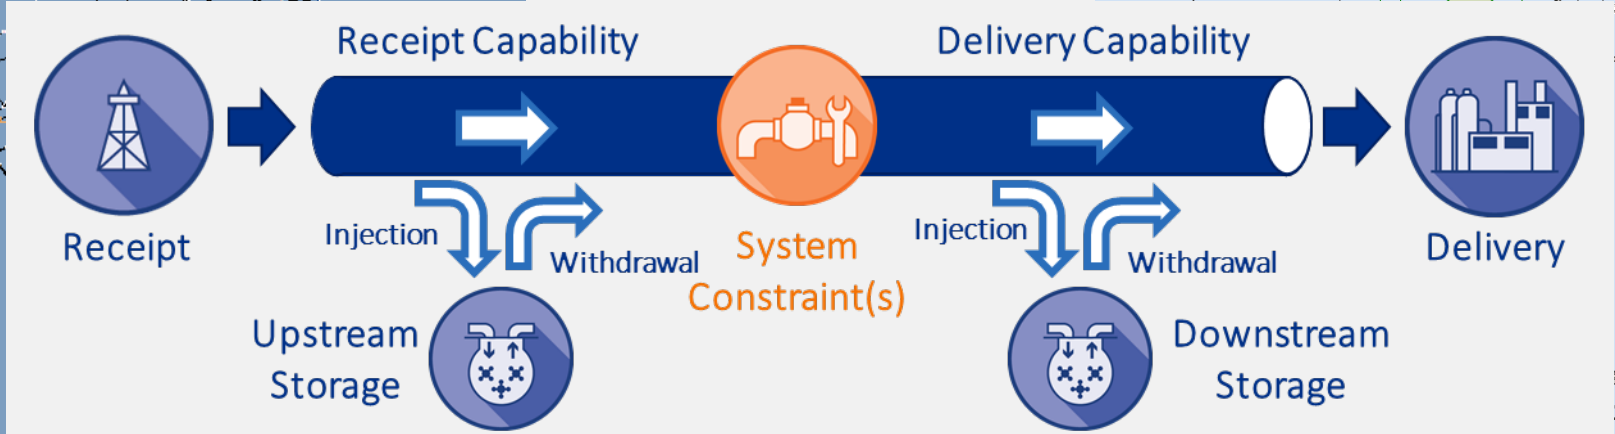 Receipt Capability
Delivery Capability
Receipt
Injection
Withdrawal
System
Constraint(s)
Injection
Withdrawal
Delivery
Upstream
Storage
Downstream
Storage